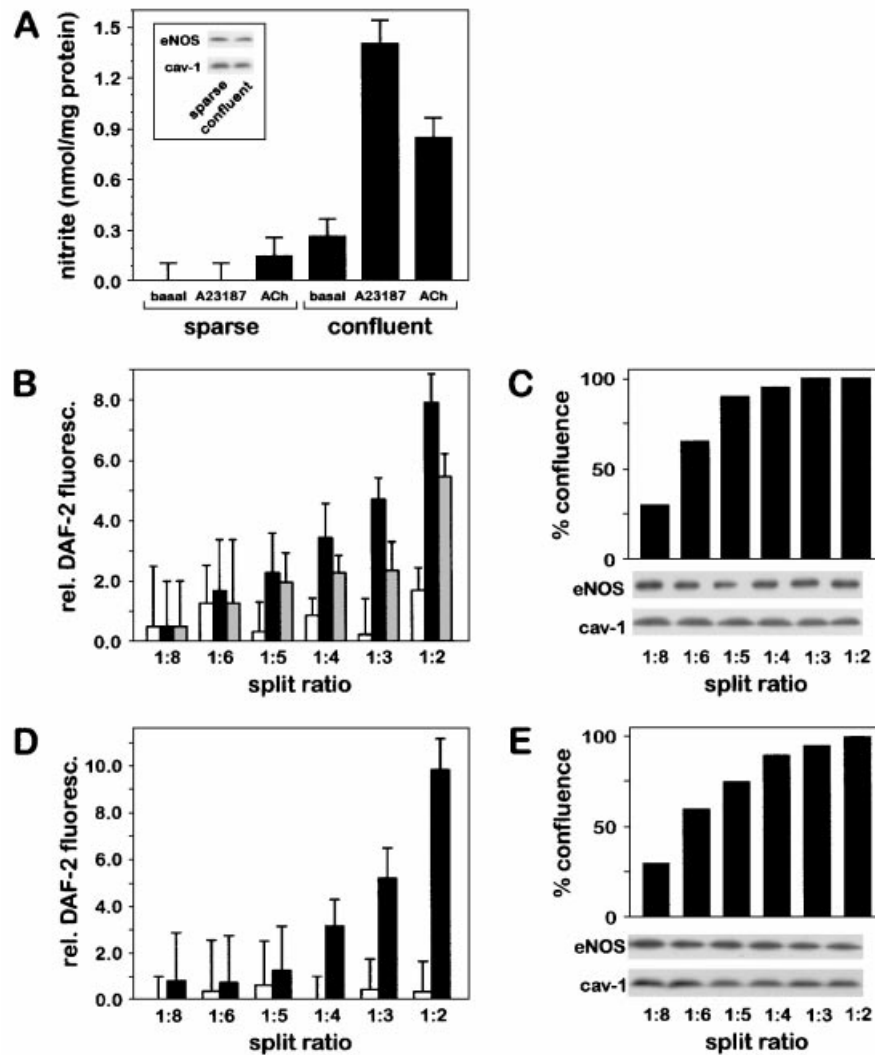 A
nitrite (nmol/mg protein)
1.5
1.2
0.9
0.6
0.3
0.0
eNOS
cav-1
sparse
confluent
basal A23187 ACh basal A23187 ACh
sparse confluent
B
rel. DAF-2 fluoresc.
8.0
6.0
4.0
2.0
0
1:8 1:6 1:5 1:4 1:3 1:2
split ratio
C
% confluence
100
50
0
eNOS
cav-1
1:8 1:6 1:5 1:4 1:3 1:2
split ratio
D
rel. DAF-2 fluoresc.
10.0
8.0
6.0
4.0
2.0
0.0
1:8 1:6 1:5 1:4 1:3 1:2
split ratio
E
% confluence
100
50
0
eNOS
cav-1
1:8 1:6 1:5 1:4 1:3 1:2
split ratio